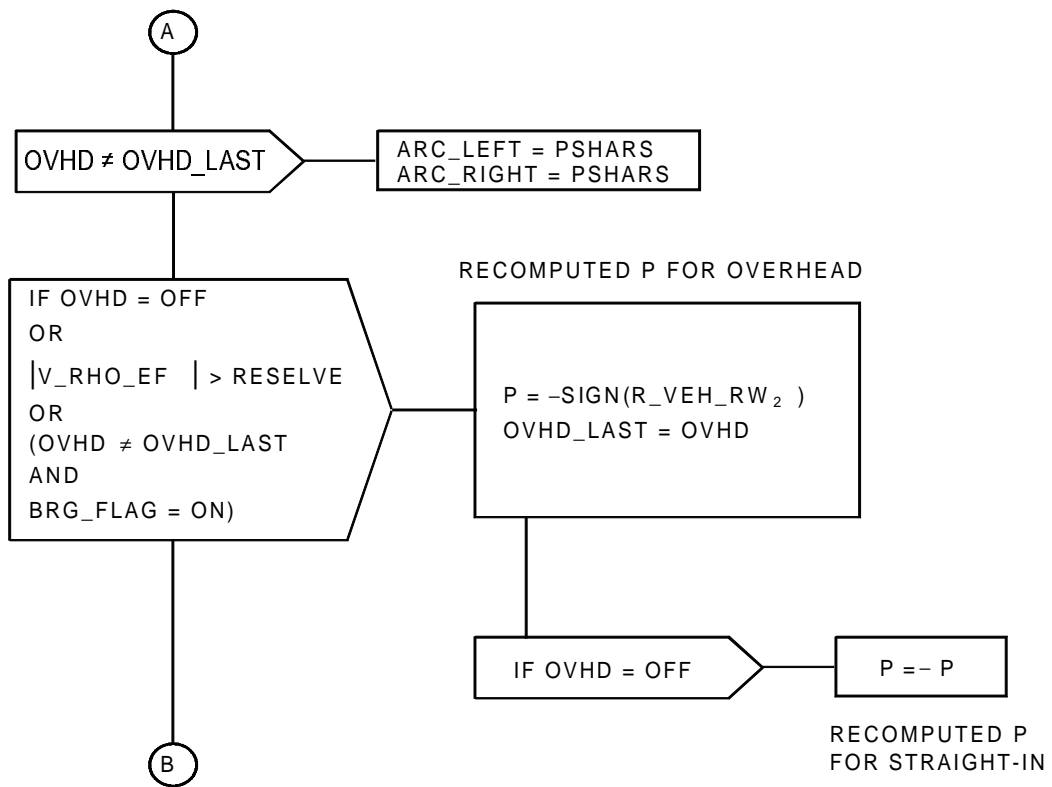 A
OVHD ≠ OVHD_LAST
ARC_LEFT = PSHARS
ARC_RIGHT = PSHARS
RECOMPUTED P FOR OVERHEAD
IF OVHD = OFF
OR
|V_RHO_EF | > RESELVE
OR
(OVHD ≠ OVHD_LAST
AND
BRG_FLAG = ON)
P = –SIGN(R_VEH_RW₂ )
OVHD_LAST = OVHD
IF OVHD = OFF
P =– P
RECOMPUTED P
FOR STRAIGHT-IN
B